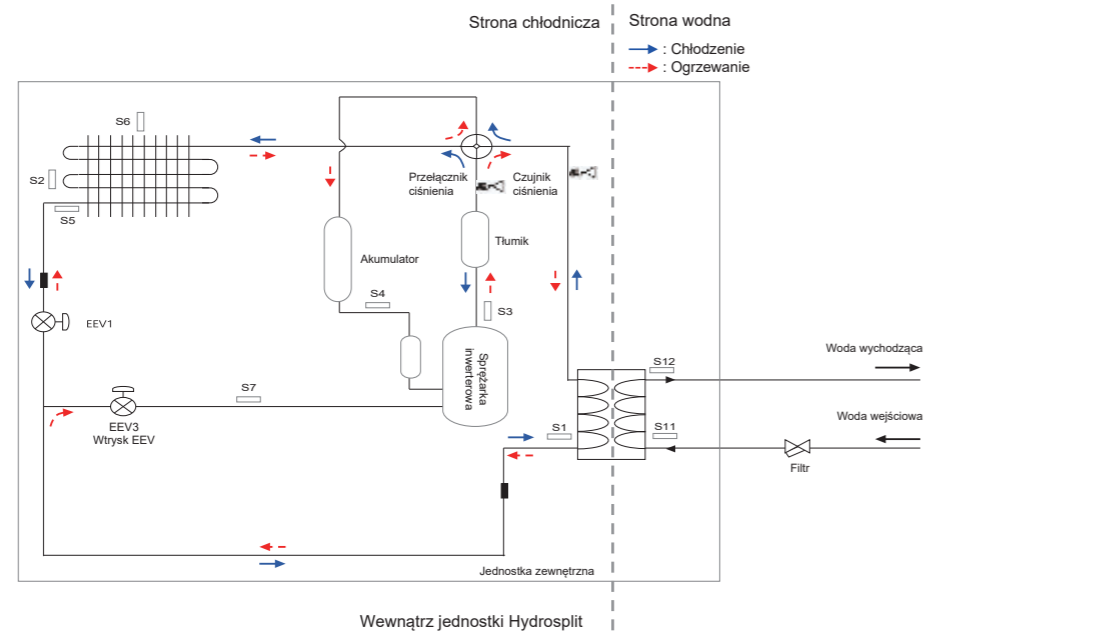 Strona chłodnicza
Strona wodna
: Chłodzenie
: Ogrzewanie
S6
S2
S5
Przełącznik
ciśnienia
Czujnik
ciśnienia
Tłumik
Akumulator
S4
S3
EEV1
Sprężarka
inwerterowa
S7
EEV3
Wtrysk EEV
S1
S12
S11
Woda wychodząca
Woda wejściowa
Filtr
Jednostka zewnętrzna
Wewnątrz jednostki Hydrosplit